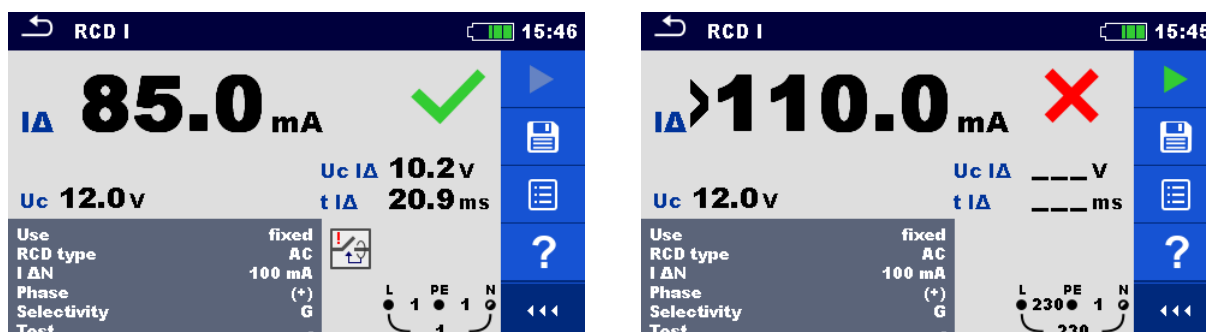 RCD I 15:46
IΔ 85.0 mA
Uc IΔ 10.2 V
Uc 12.0 V t IΔ 20.9 ms
Use fixed
RCD type AC
I ΔN 100 mA
Phase (+)
Selectivity G
Test
L PE N
1 1
1
?
RCD I 15:45
IΔ >110.0 mA
Uc IΔ ___ V
Uc 12.0 V t IΔ ___ ms
Use fixed
RCD type AC
I ΔN 100 mA
Phase (+)
Selectivity G
Test
L PE N
230 1
230
?